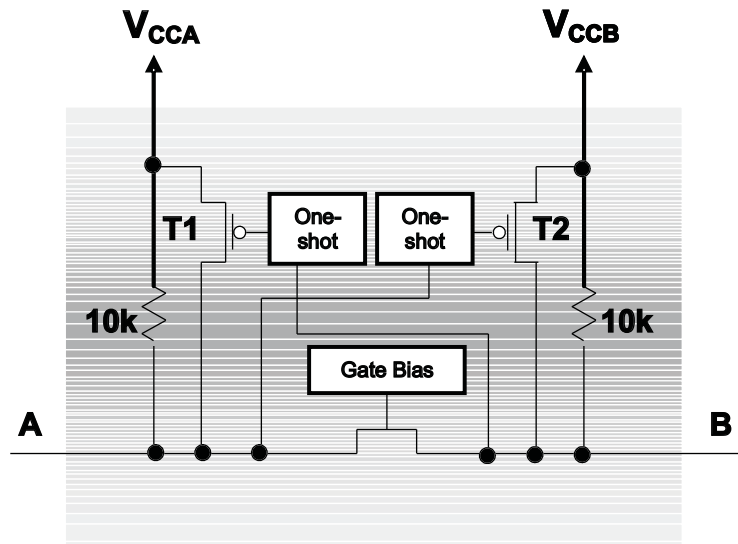 VCCA
VCCB
T1
One-
shot
One-
shot
T2
10k
10k
Gate Bias
A
B